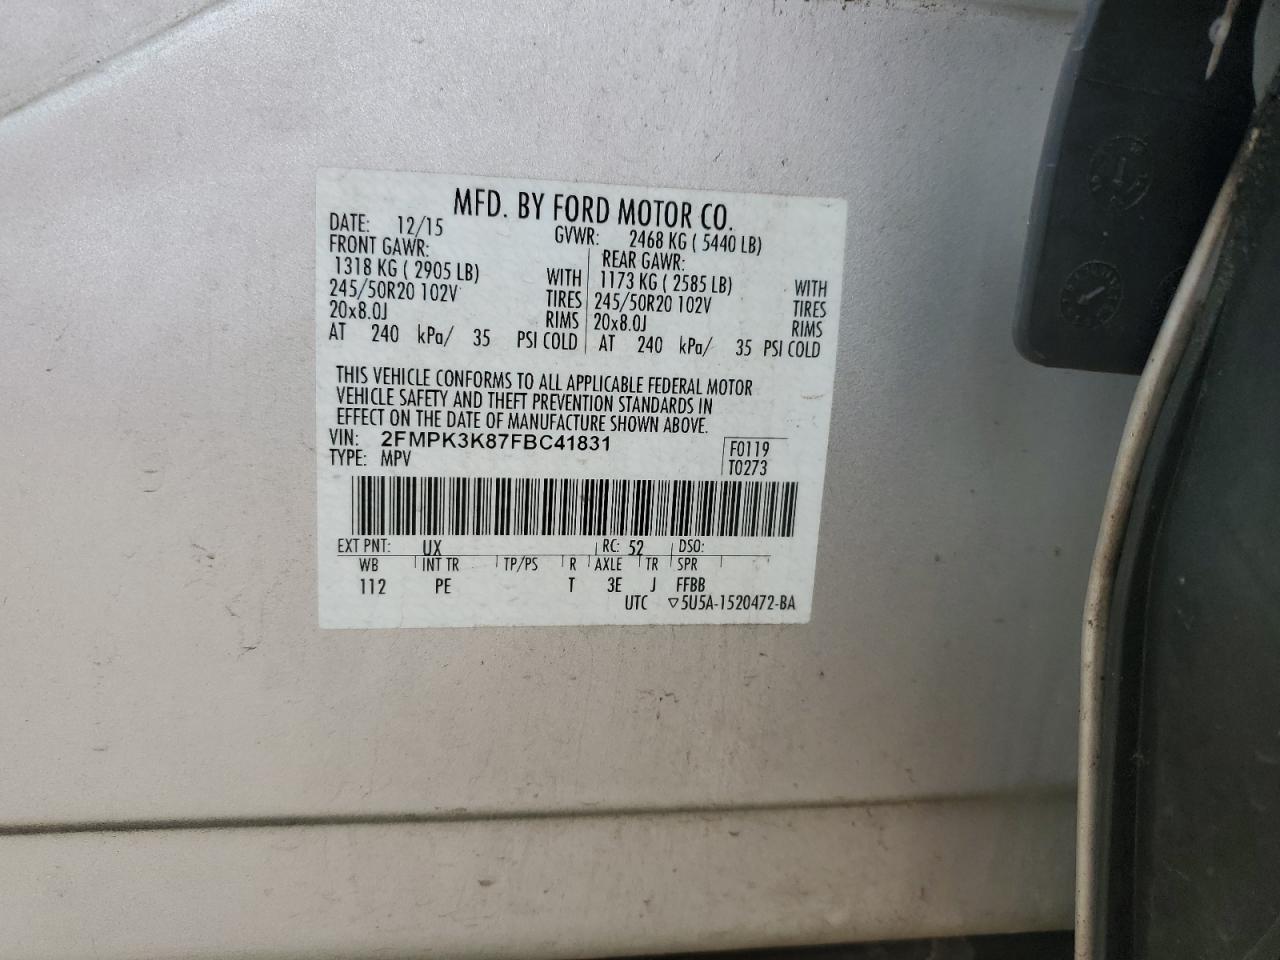 MFD. BY FORD MOTOR CO.
DATE: 12/15 GVWR: 2468 KG ( 5440 LB)
FRONT GAWR: REAR GAWR:
1318 KG ( 2905 LB) WITH 1173 KG ( 2585 LB) WITH
245/50R20 102V TIRES 245/50R20 102V TIRES
20x8.0J RIMS 20x8.0J RIMS
AT 240 kPa/ 35 PSI COLD AT 240 kPa/ 35 PSI COLD
THIS VEHICLE CONFORMS TO ALL APPLICABLE FEDERAL MOTOR
VEHICLE SAFETY AND THEFT PREVENTION STANDARDS IN
EFFECT ON THE DATE OF MANUFACTURE SHOWN ABOVE.
VIN: 2FMPK3K87FBC41831 F0119
TYPE: MPV T0273
EXT PNT: UX RC: 52 DSO:
WB INT TR TP/PS R AXLE TR SPR
112 PE T 3E J FFBB
UTC ▽5U5A-1520472-BA